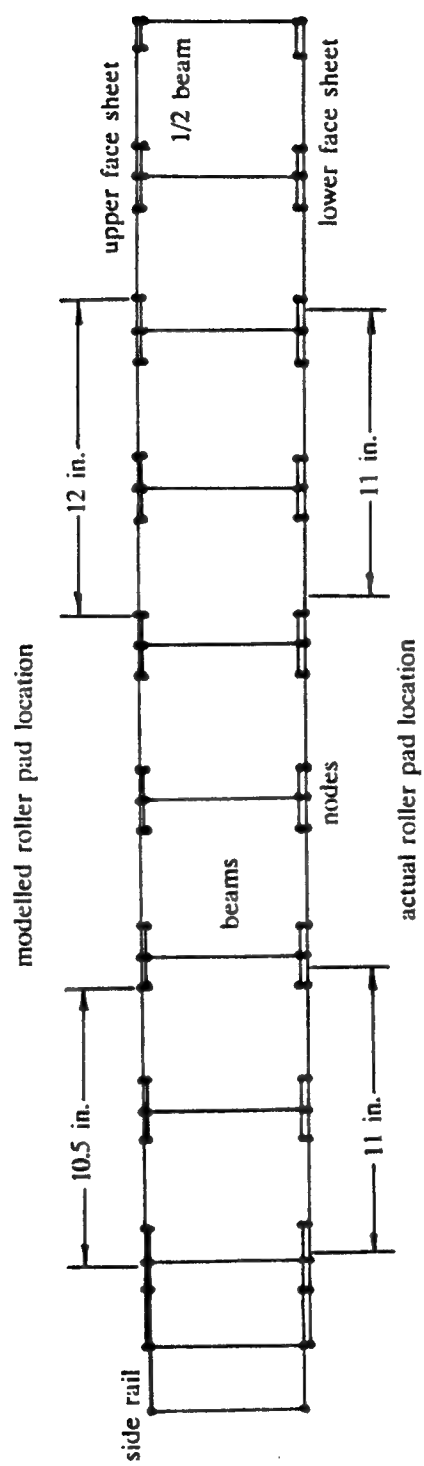 modelled roller pad location
10.5 in.
12 in.
side rail
upper face sheet
beams
1/2 beam
nodes
lower face sheet
11 in.
11 in.
actual roller pad location